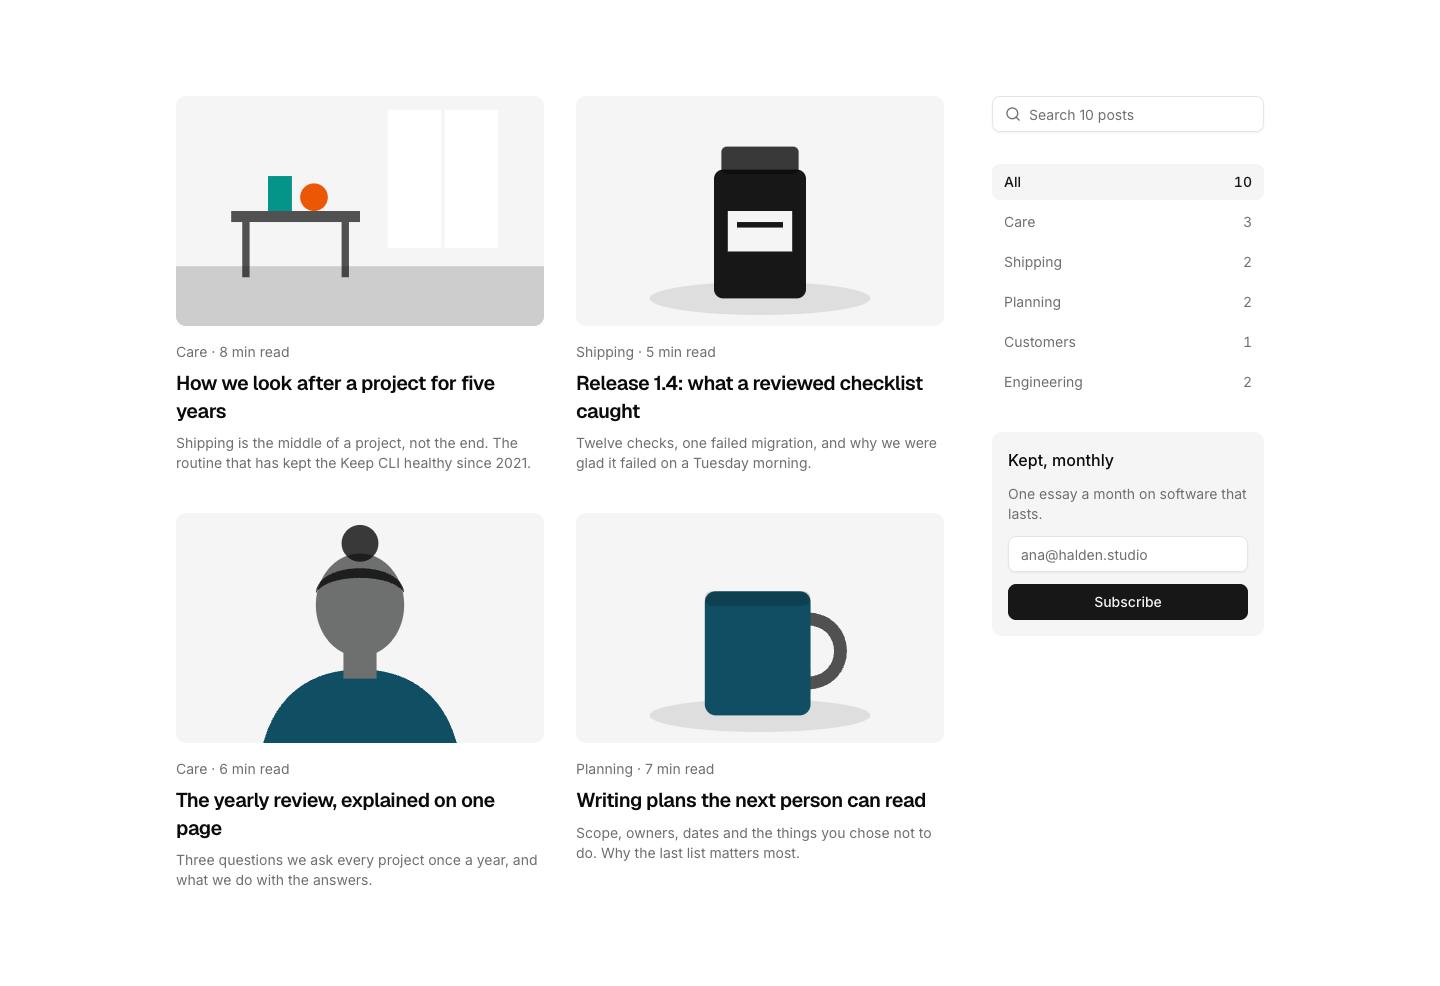 Care · 8 min read
How we look after a project for five
years
Shipping is the middle of a project, not the end. The
routine that has kept the Keep CLI healthy since 2021.
Shipping · 5 min read
Release 1.4: what a reviewed checklist
caught
Twelve checks, one failed migration, and why we were
glad it failed on a Tuesday morning.
Care · 6 min read
The yearly review, explained on one
page
Three questions we ask every project once a year, and
what we do with the answers.
Planning · 7 min read
Writing plans the next person can read
Scope, owners, dates and the things you chose not to
do. Why the last list matters most.
Search 10 posts
All 10
Care 3
Shipping 2
Planning 2
Customers 1
Engineering 2
Kept, monthly
One essay a month on software that
lasts.
ana@halden.studio
Subscribe